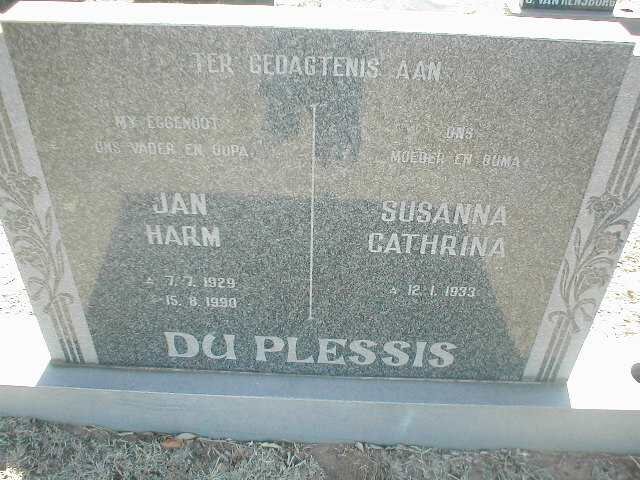 TER GEDAGTENIS AAN
MY EGGENOOT
ONS VADER EN OUPA
JAN
HARM
7. 7. 1929
15. 8. 1990
ONS
MOEDER EN OUMA
SUSANNA
CATHRINA
12. 1. 1933
DU PLESSIS